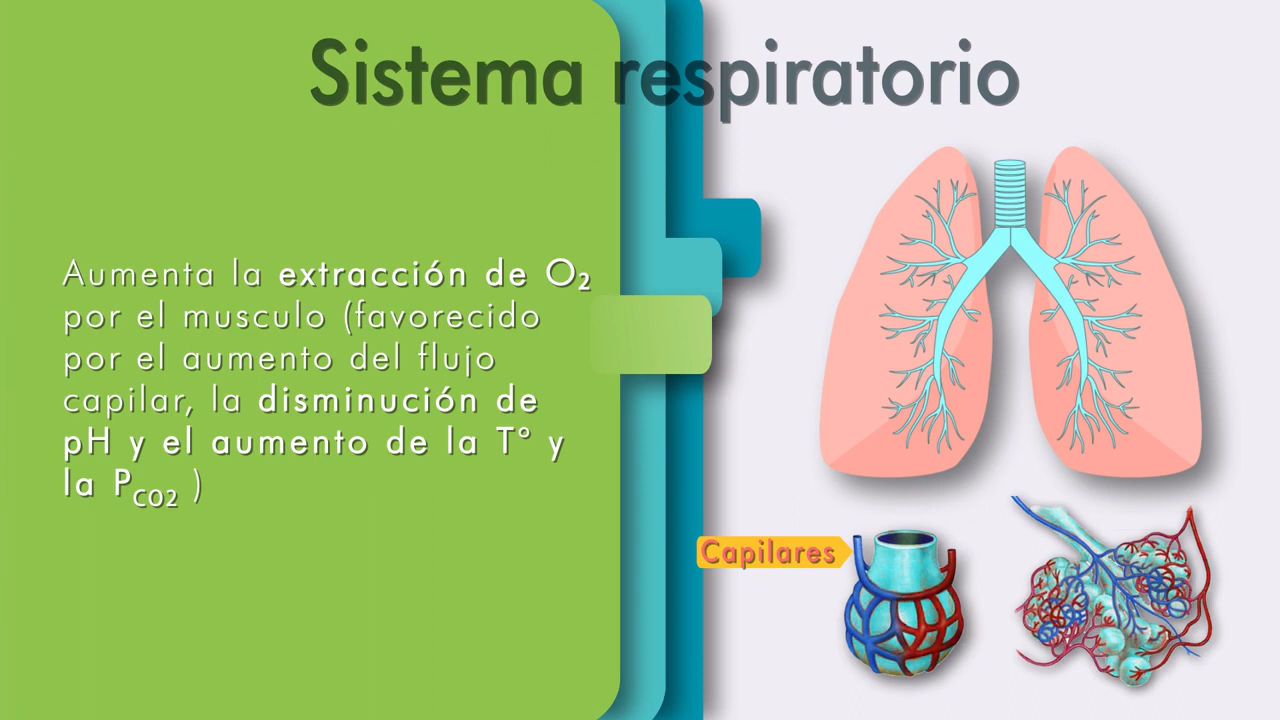 Sistema respiratorio
Aumenta la extracción de O₂
por el musculo (favorecido
por el aumento del flujo
capilar, la disminución de
pH y el aumento de la T° y
la P_CO2 )
Capilares